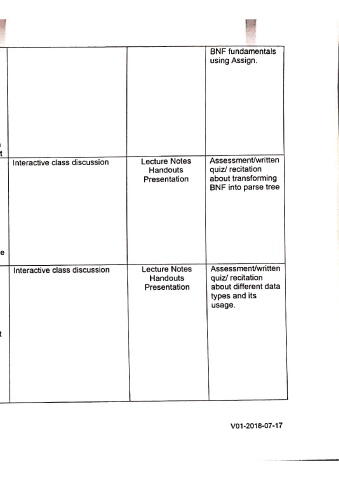 BNF fundamentals
using Assign.
t
Interactive class discussion
Lecture Notes
Handouts
Presentation
Assessment/written
quiz/ recitation
about transforming
BNF into parse tree
e
Interactive class discussion
Lecture Notes
Handouts
Presentation
Assessment/written
quiz/ recitation
about different data
types and its
usage.
t
V01-2018-07-17